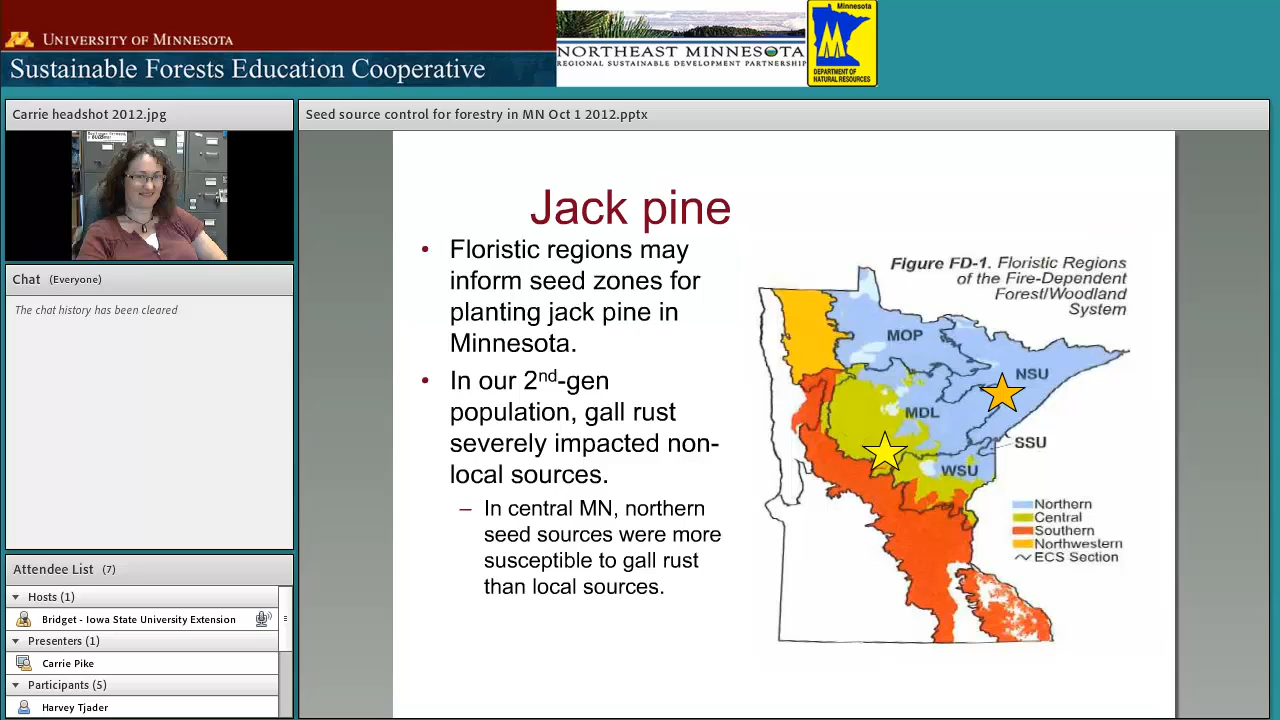 UNIVERSITY OF MINNESOTA
Sustainable Forests Education Cooperative
NORTHEAST MINNESOTA
REGIONAL SUSTAINABLE DEVELOPMENT PARTNERSHIP
Minnesota
DEPARTMENT OF
NATURAL RESOURCES
Carrie headshot 2012.jpg
Chat (Everyone)
The chat history has been cleared
Attendee List (7)
Hosts (1)
Bridget - Iowa State University Extension
Presenters (1)
Carrie Pike
Participants (5)
Harvey Tjader
Seed source control for forestry in MN Oct 1 2012.pptx
Jack pine
• Floristic regions may
inform seed zones for
planting jack pine in
Minnesota.
• In our 2nd-gen
population, gall rust
severely impacted non-
local sources.
– In central MN, northern
seed sources were more
susceptible to gall rust
than local sources.
Figure FD-1. Floristic Regions
of the Fire-Dependent
Forest/Woodland
System
MOP
NSU
MDL
SSU
WSU
Northern
Central
Southern
Northwestern
ECS Section